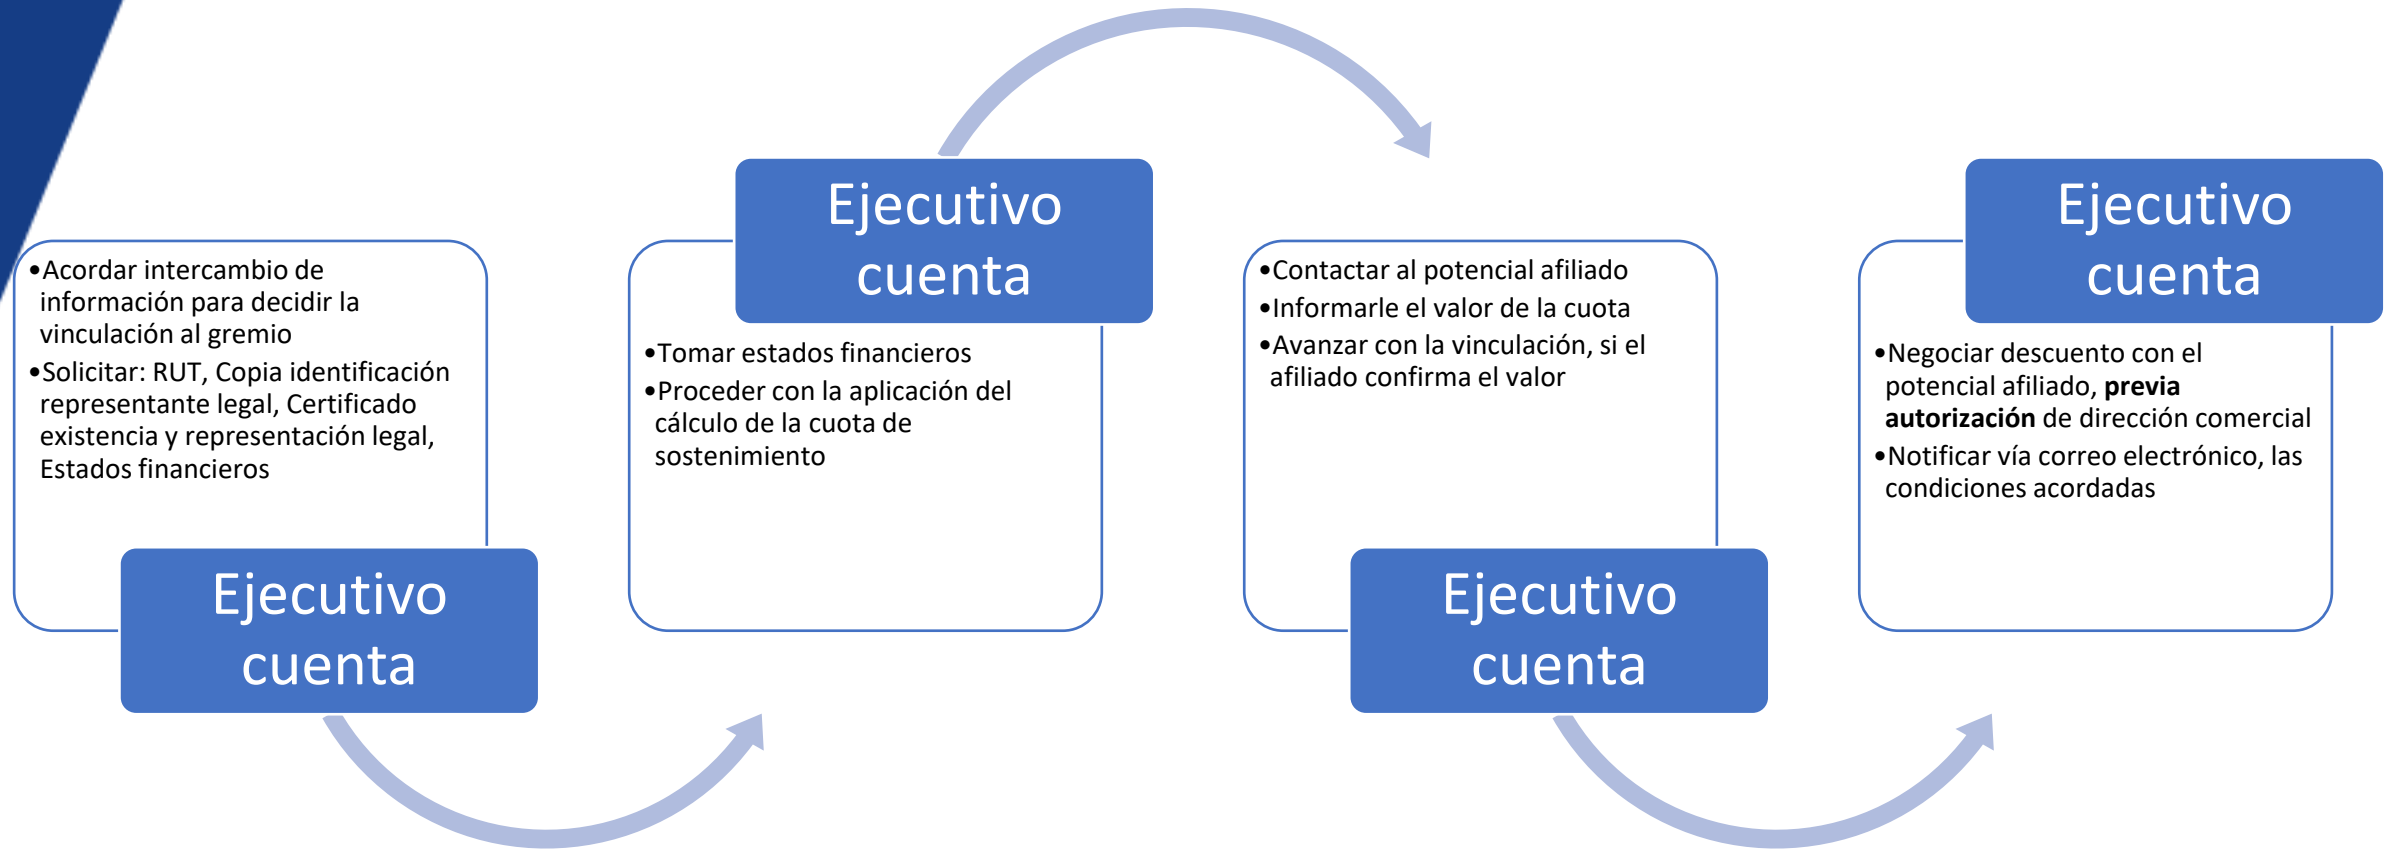 •Acordar intercambio de
información para decidir la
vinculación al gremio
•Solicitar: RUT, Copia identificación
representante legal, Certificado
existencia y representación legal,
Estados financieros
Ejecutivo
cuenta
Ejecutivo
cuenta
•Tomar estados financieros
•Proceder con la aplicación del
cálculo de la cuota de
sostenimiento
•Contactar al potencial afiliado
•Informarle el valor de la cuota
•Avanzar con la vinculación, si el
afiliado confirma el valor
Ejecutivo
cuenta
Ejecutivo
cuenta
•Negociar descuento con el
potencial afiliado, previa
autorización de dirección comercial
•Notificar vía correo electrónico, las
condiciones acordadas